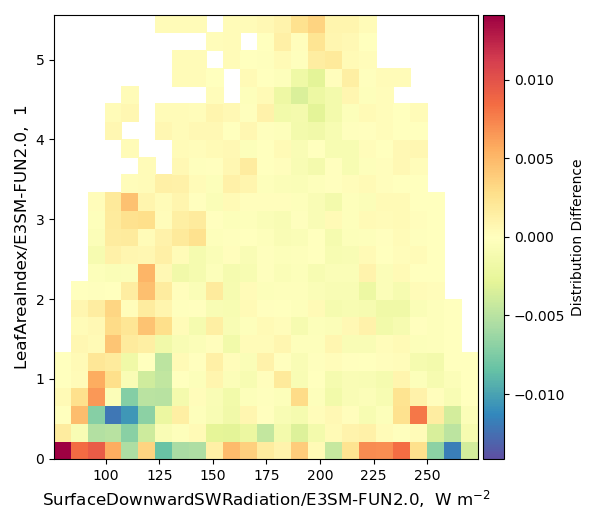 LeafAreaIndex/E3SM-FUN2.0,  1
5
4
3
2
1
0
100 125 150 175 200 225 250
SurfaceDownwardSWRadiation/E3SM-FUN2.0,  W m⁻²
0.010
0.005
0.000
−0.005
−0.010
Distribution Difference